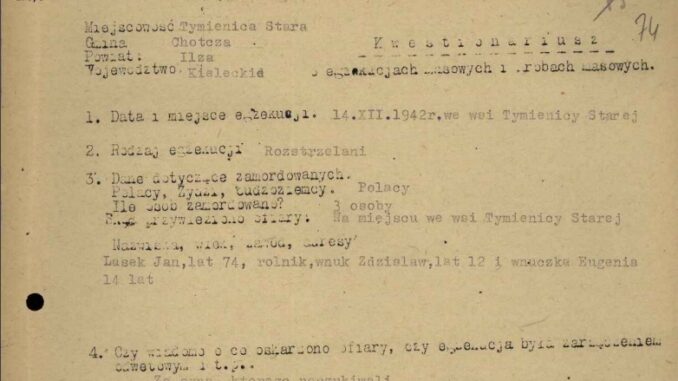 74
Miejscowość Tymienica Stara
Gmina Chotcza
Powiat: Ilza
Województwo Kieleckie
Kwestionariusz
o egzekucjach masowych i grobach masowych.
1. Data i miejsce egzekucji. 14.XII.1942r.we wsi Tymienicy Starej
2. Rodzaj egzekucji Rozstrzelani
3. Dane dotyczące zamordowanych.
Polacy, Żydzi, cudzoziemcy. Polacy
Ile osób zamordowano? 3 osoby
Skąd przywieziono ofiary: Na miejscu we wsi Tymienicy Starej
Nazwiska, wiek, zawód, adresy
Lasek Jan,lat 74, rolnik,wnuk Zdzislaw,lat 12 i wnuczka Eugenia
14 lat
4. Czy wiadomo o co oskarżono ofiary, czy egzekucja była zarządzeniem
odwetowym i t.p..